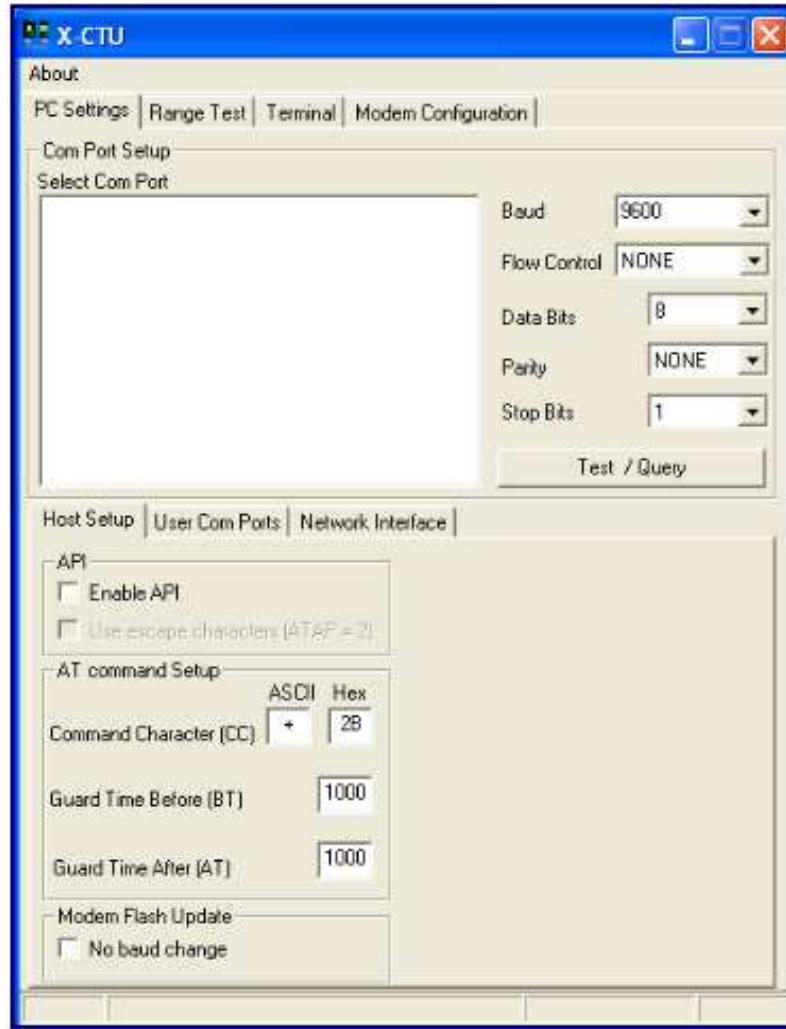 X-CTU
About
PC Settings Range Test Terminal Modem Configuration
Com Port Setup
Select Com Port
Baud 9600
Flow Control NONE
Data Bits 8
Parity NONE
Stop Bits 1
Test / Query
Host Setup User Com Ports Network Interface
API
Enable API
Use escape characters (ATAP = 2)
AT command Setup
ASCII Hex
Command Character (CC) + 2B
Guard Time Before (BT) 1000
Guard Time After (AT) 1000
Modem Flash Update
No baud change